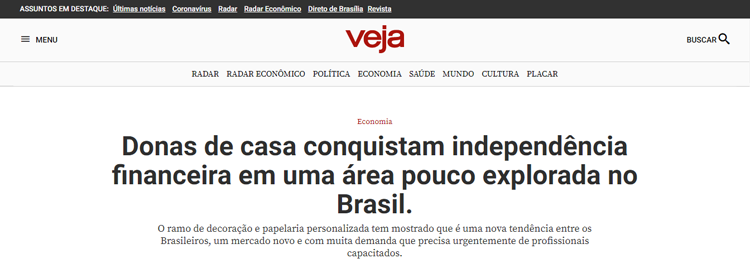 ASSUNTOS EM DESTAQUE: Últimas notícias Coronavírus Radar Radar Econômico Direto de Brasília Revista
MENU veja BUSCAR
RADAR RADAR ECONÔMICO POLÍTICA ECONOMIA SAÚDE MUNDO CULTURA PLACAR
Economia
Donas de casa conquistam independência
financeira em uma área pouco explorada no
Brasil.
O ramo de decoração e papelaria personalizada tem mostrado que é uma nova tendência entre os
Brasileiros, um mercado novo e com muita demanda que precisa urgentemente de profissionais
capacitados.